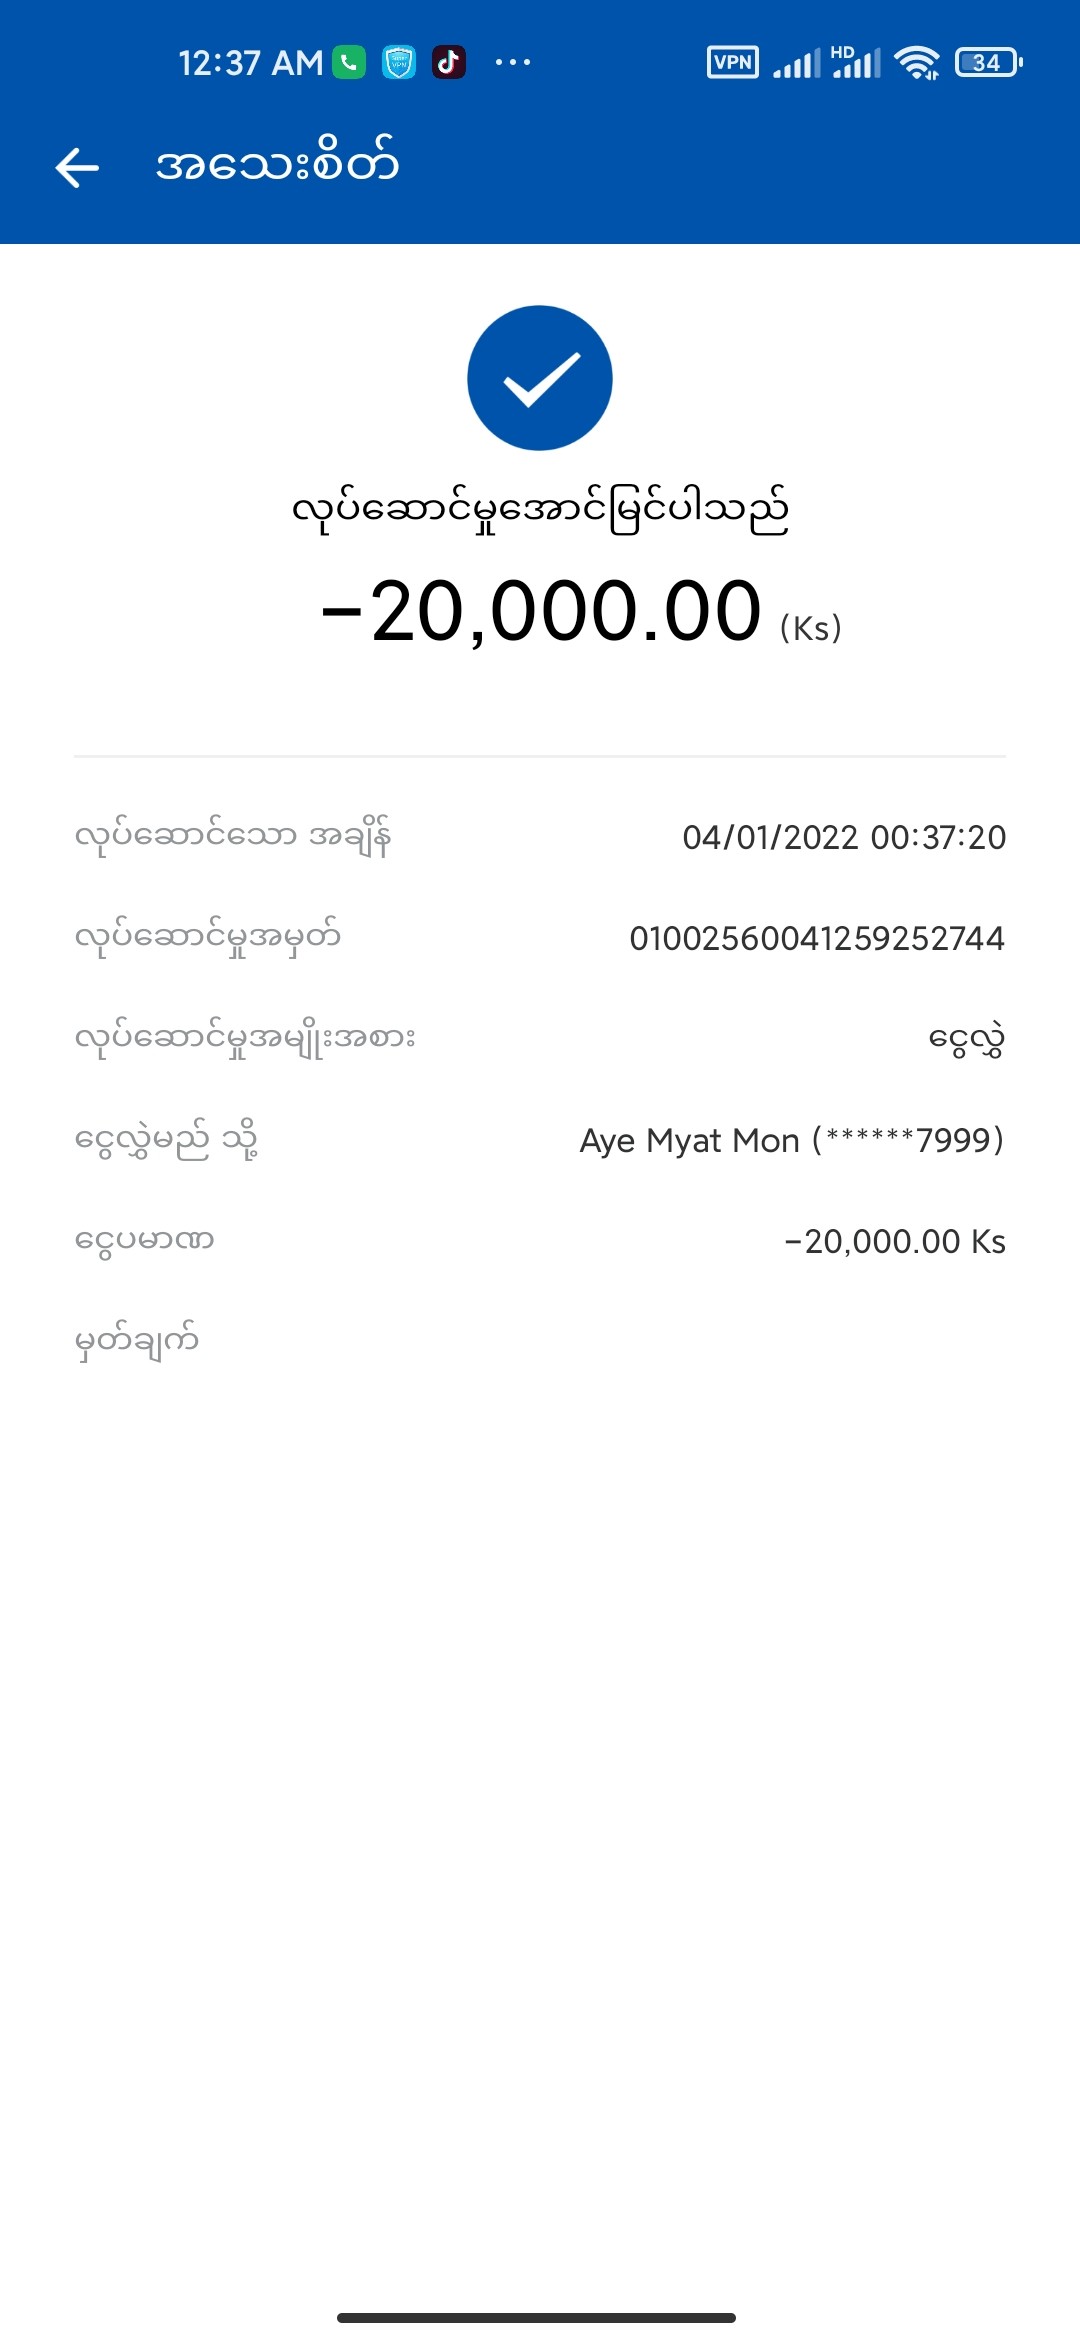 12:37 AM VPN HD 34
အသေးစိတ်
လုပ်ဆောင်မှုအောင်မြင်ပါသည်
-20,000.00 (Ks)
လုပ်ဆောင်သော အချိန် 04/01/2022 00:37:20
လုပ်ဆောင်မှုအမှတ် 01002560041259252744
လုပ်ဆောင်မှုအမျိုးအစား ငွေလွှဲ
ငွေလွှဲမည် သို့ Aye Myat Mon (******7999)
ငွေပမာဏ -20,000.00 Ks
မှတ်ချက်